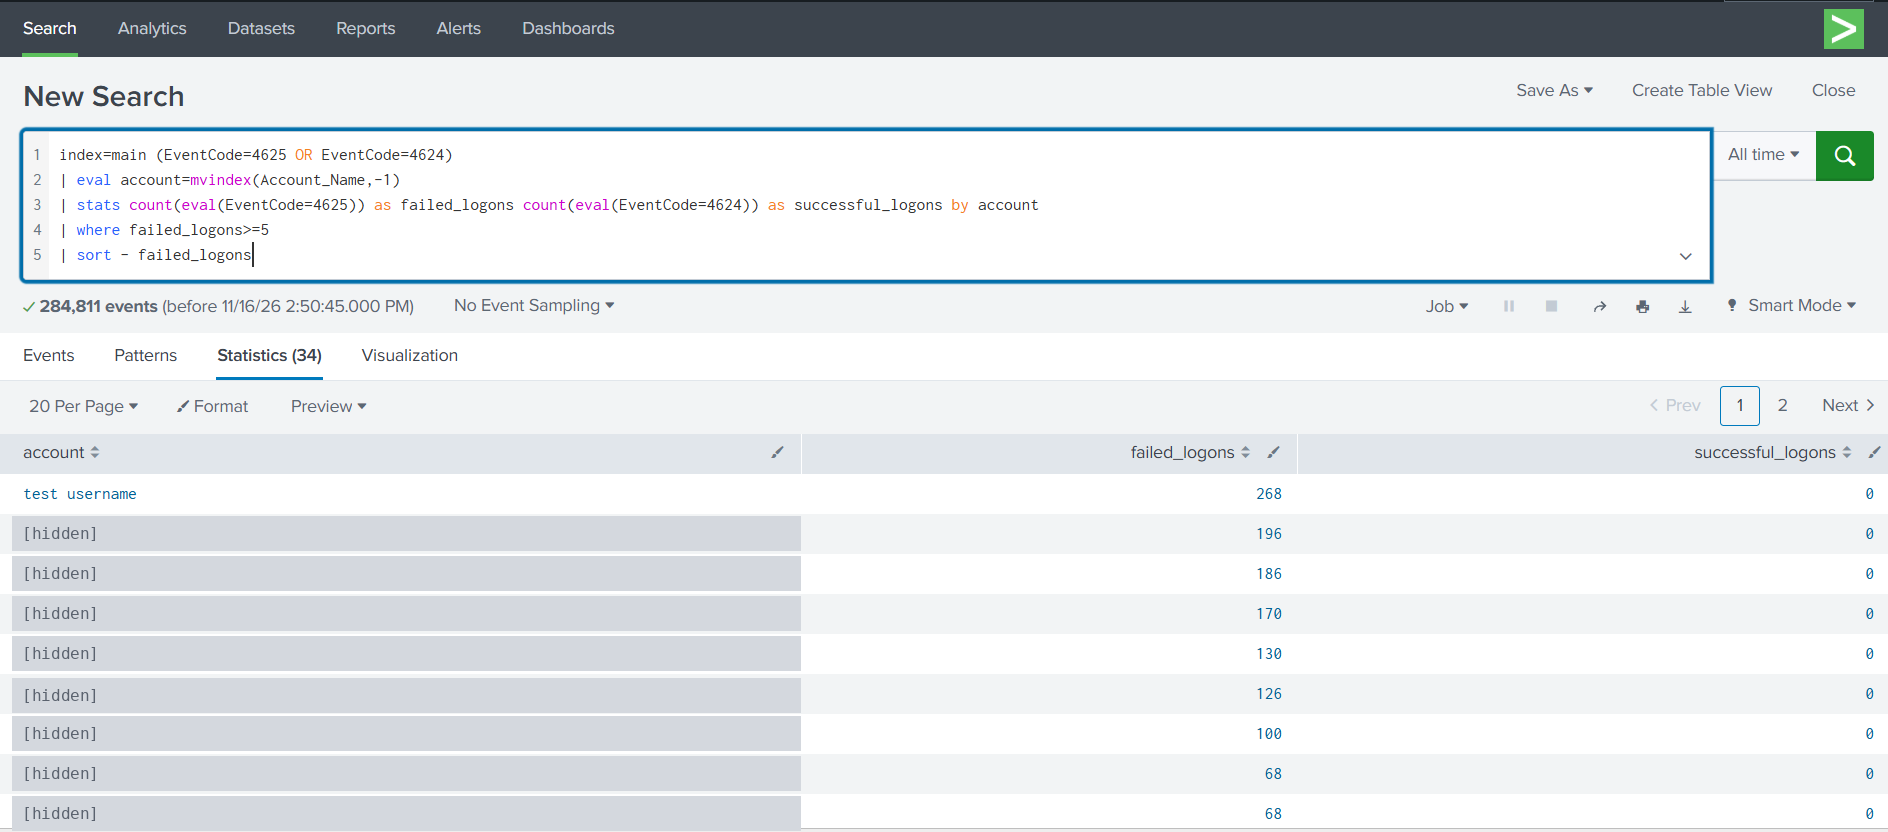 Search Analytics Datasets Reports Alerts Dashboards
New Search
Save As Create Table View Close
1 index=main (EventCode=4625 OR EventCode=4624)
2 | eval account=mvindex(Account_Name,-1)
3 | stats count(eval(EventCode=4625)) as failed_logons count(eval(EventCode=4624)) as successful_logons by account
4 | where failed_logons>=5
5 | sort - failed_logons
All time
284,811 events (before 11/16/26 2:50:45.000 PM) No Event Sampling Job Smart Mode
Events Patterns Statistics (34) Visualization
20 Per Page Format Preview Prev 1 2 Next
account failed_logons successful_logons
test username 268 0
[hidden] 196 0
[hidden] 186 0
[hidden] 170 0
[hidden] 130 0
[hidden] 126 0
[hidden] 100 0
[hidden] 68 0
[hidden] 68 0